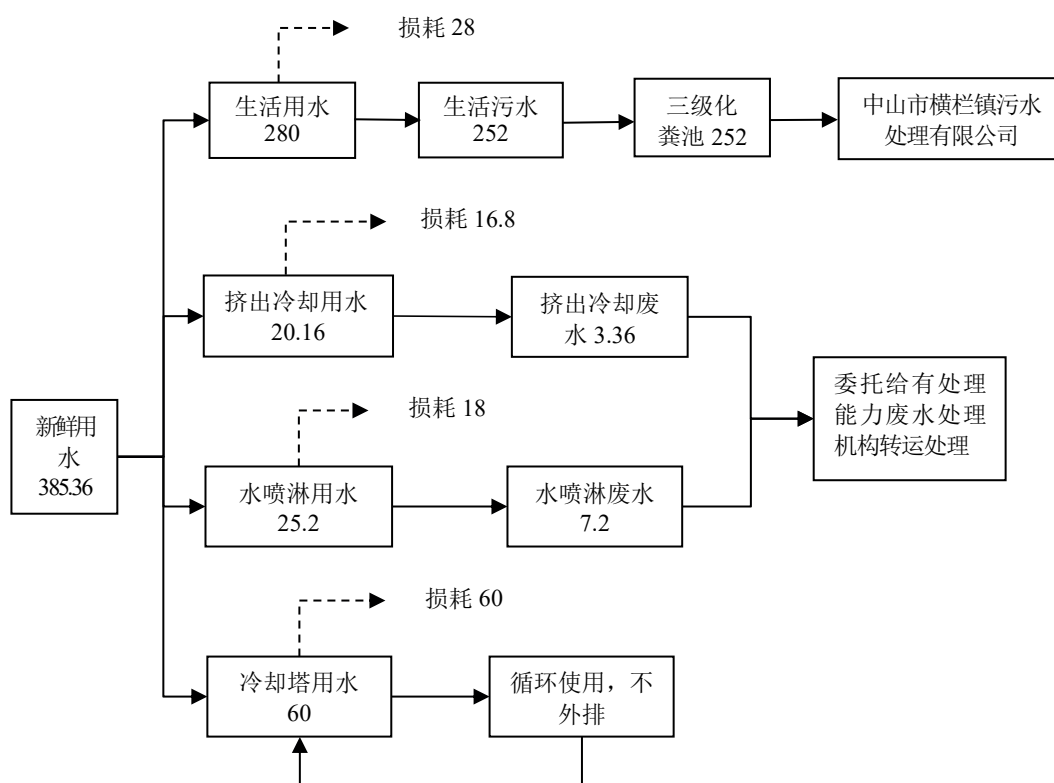 损耗 28
生活用水
280
生活污水
252
三级化
粪池 252
中山市横栏镇污水
处理有限公司
损耗 16.8
挤出冷却用水
20.16
挤出冷却废
水 3.36
委托给有处理
能力废水处理
机构转运处理
新鲜用
水
385.36
损耗 18
水喷淋用水
25.2
水喷淋废水
7.2
损耗 60
冷却塔用水
60
循环使用，不
外排